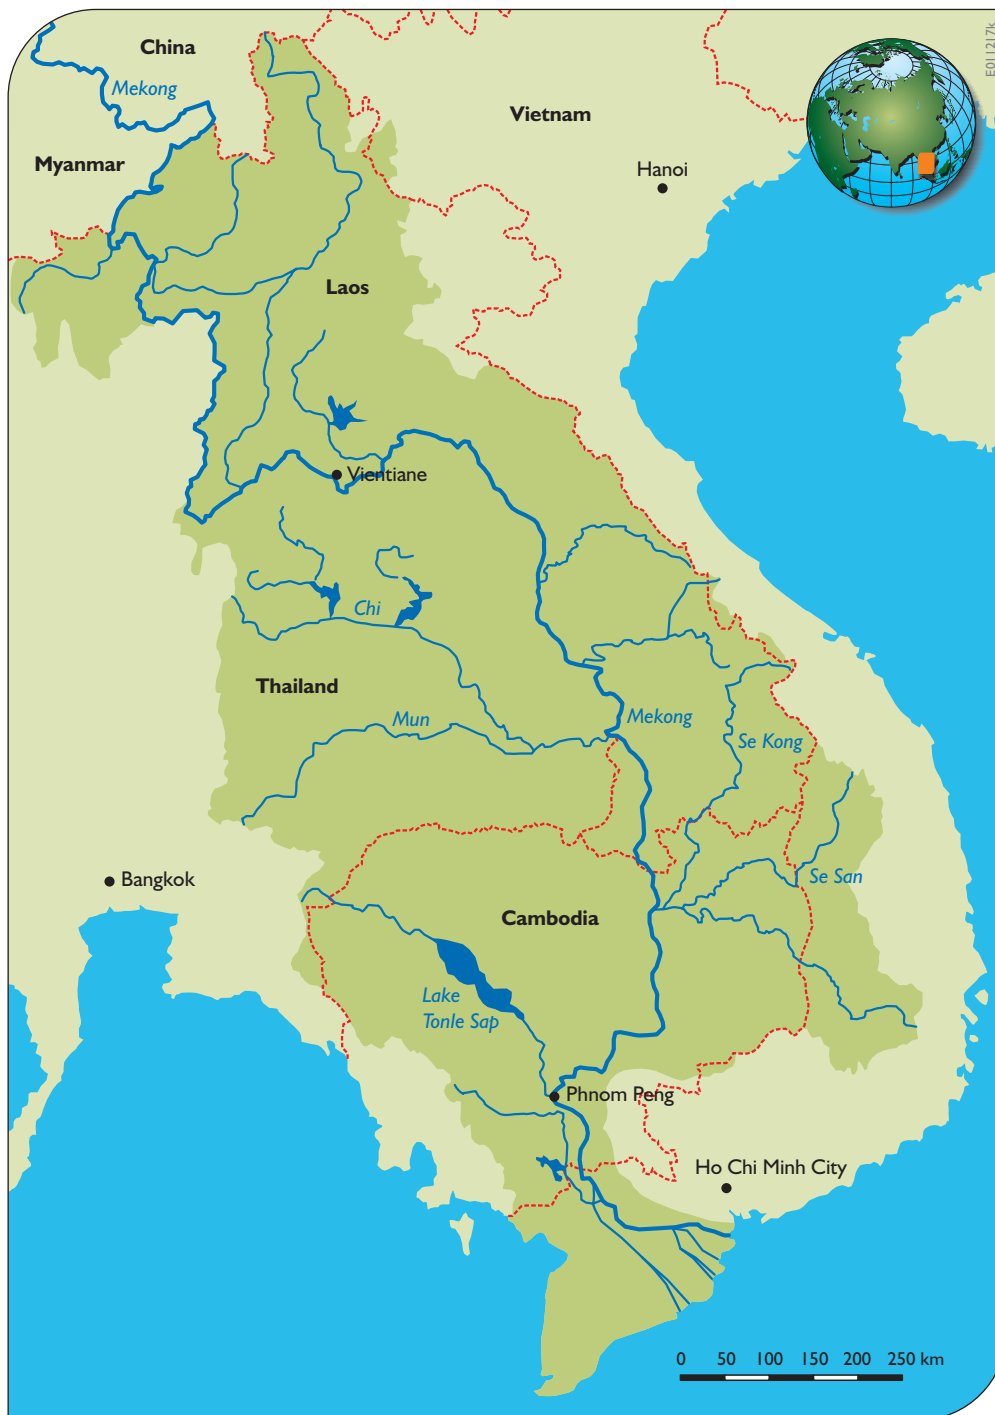 China
E011217k
Mekong
Vietnam
Myanmar
Hanoi
Laos
Vientiane
Chi
Thailand
Mun
Mekong
Se Kong
Bangkok
Se San
Cambodia
Lake
Tonle Sap
Phnom Peng
Ho Chi Minh City
0 50 100 150 200 250 km